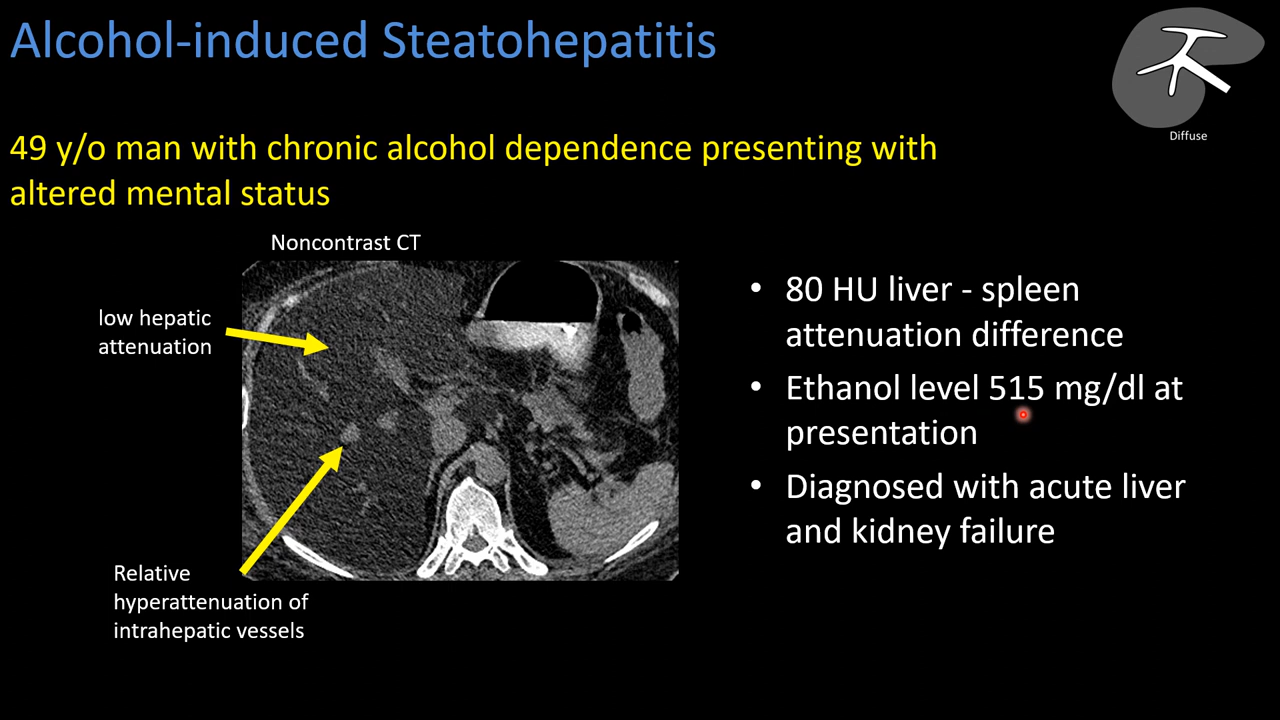 Alcohol-induced Steatohepatitis
Diffuse
49 y/o man with chronic alcohol dependence presenting with
altered mental status
Noncontrast CT
low hepatic
attenuation
Relative
hyperattenuation of
intrahepatic vessels
• 80 HU liver - spleen
attenuation difference
• Ethanol level 515 mg/dl at
presentation
• Diagnosed with acute liver
and kidney failure